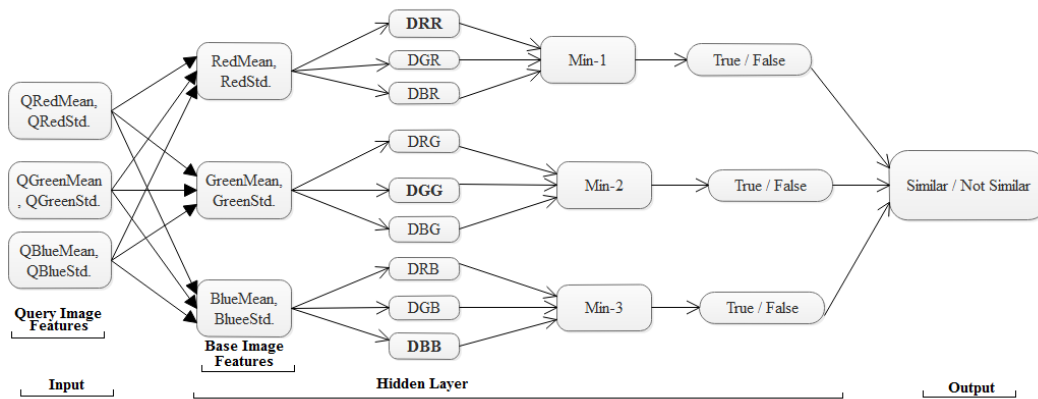 QRedMean,
QRedStd.
QGreenMean
, QGreenStd.
QBlueMean,
QBlueStd.
Query Image
Features
Input
RedMean,
RedStd.
GreenMean,
GreenStd.
BlueMean,
BlueeStd.
Base Image
Features
DRR
DGR
DBR
DRG
DGG
DBG
DRB
DGB
DBB
Min-1
Min-2
Min-3
True / False
True / False
True / False
Hidden Layer
Similar / Not Similar
Output